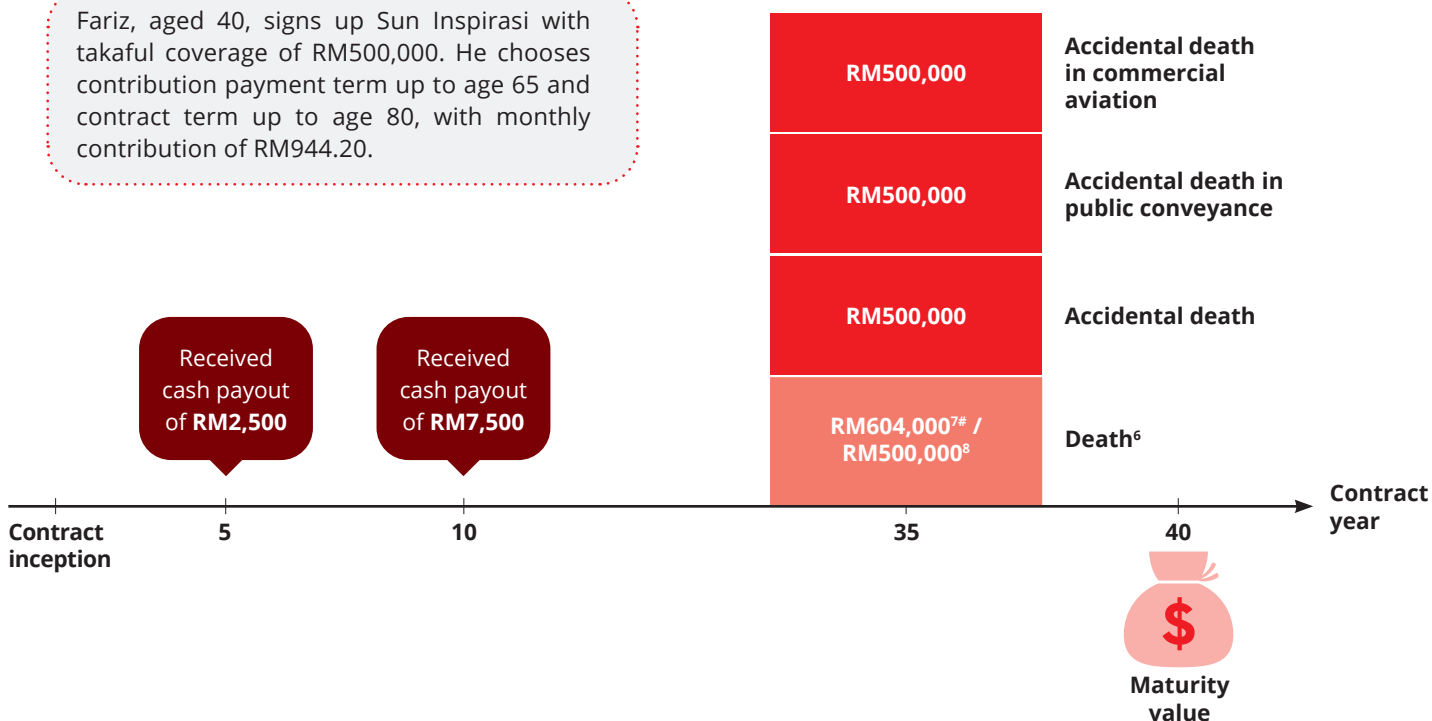 Fariz, aged 40, signs up Sun Inspirasi with
takaful coverage of RM500,000. He chooses
contribution payment term up to age 65 and
contract term up to age 80, with monthly
contribution of RM944.20.
RM500,000
Accidental death
in commercial
aviation
RM500,000
Accidental death in
public conveyance
RM500,000
Accidental death
Received
cash payout
of RM2,500
Received
cash payout
of RM7,500
RM604,000⁷# /
RM500,000⁸
Death⁶
Contract
inception
5
10
35
40
Contract
year
$
Maturity
value